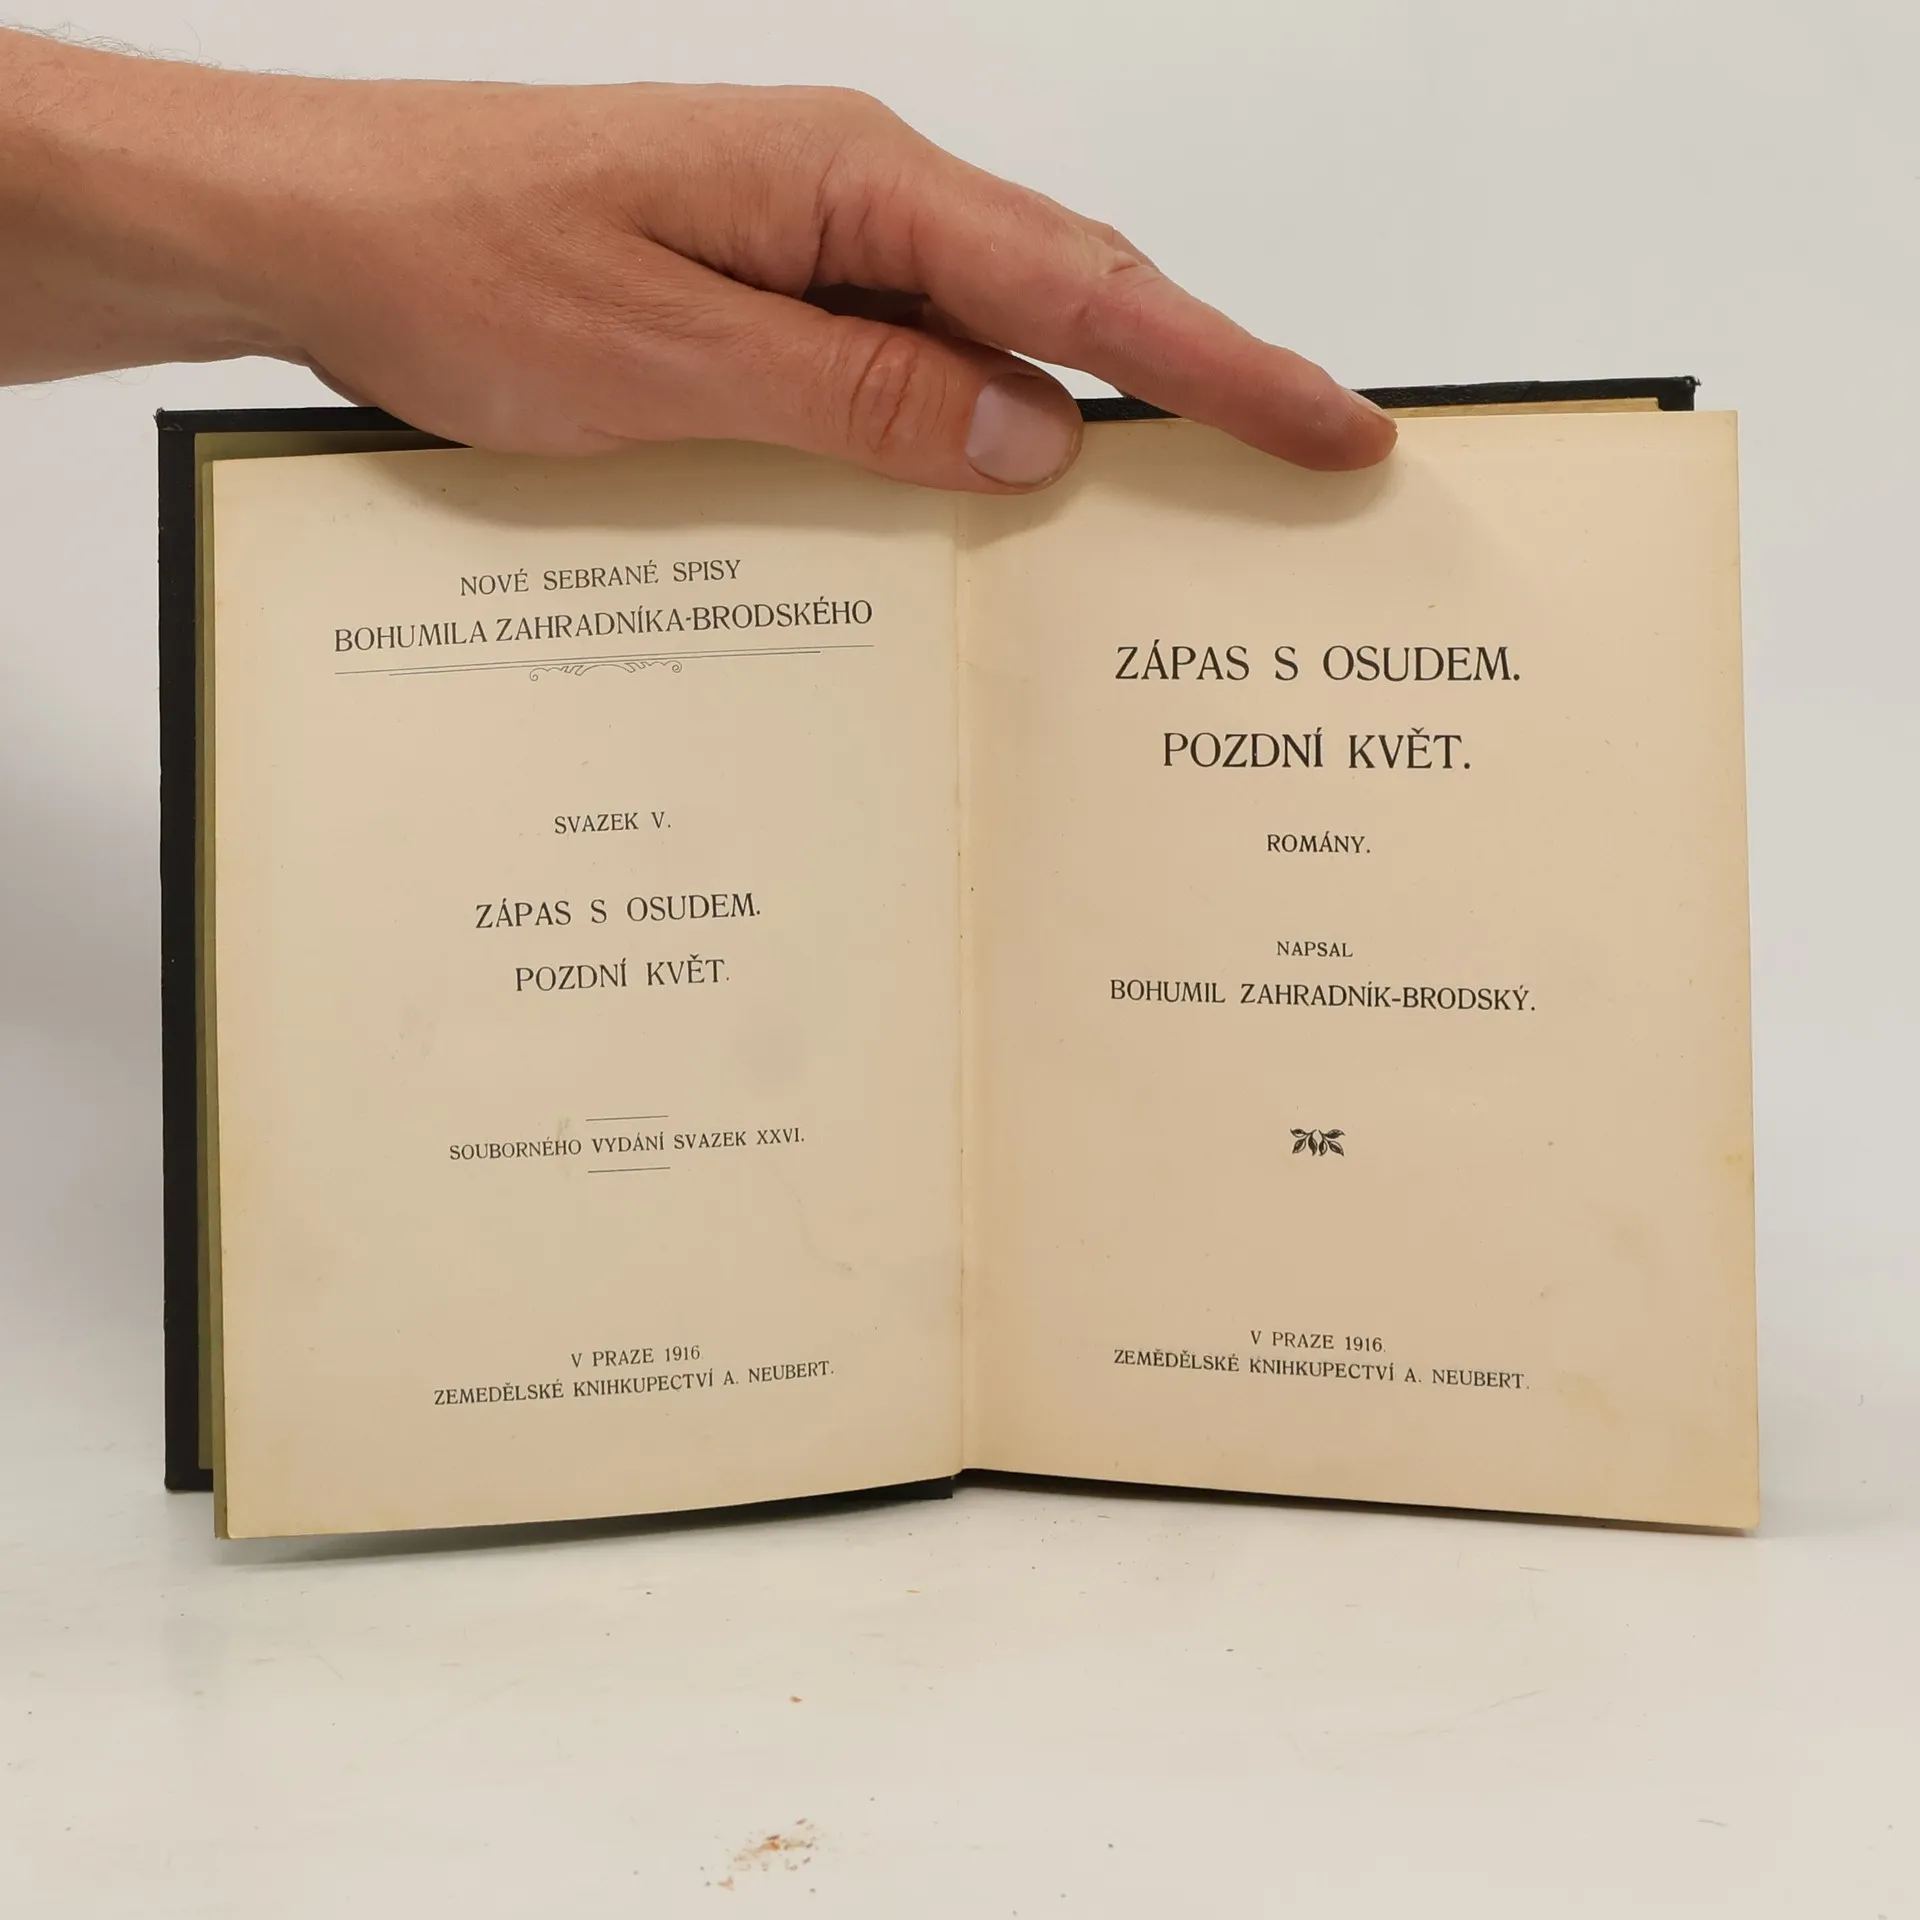 NOVÉ SEBRANÉ SPISY
BOHUMILA ZAHRADNÍKA-BRODSKÉHO
SVAZEK V.
ZÁPAS S OSUDEM.
POZDNÍ KVĚT.
SOUBORNÉHO VYDÁNÍ SVAZEK XXVI.
V PRAZE 1916.
ZEMEDĚLSKÉ KNIHKUPECTVÍ A. NEUBERT.
ZÁPAS S OSUDEM.
POZDNÍ KVĚT.
ROMÁNY.
NAPSAL
BOHUMIL ZAHRADNÍK-BRODSKÝ.
V PRAZE 1916.
ZEMĚDĚLSKÉ KNIHKUPECTVÍ A. NEUBERT.